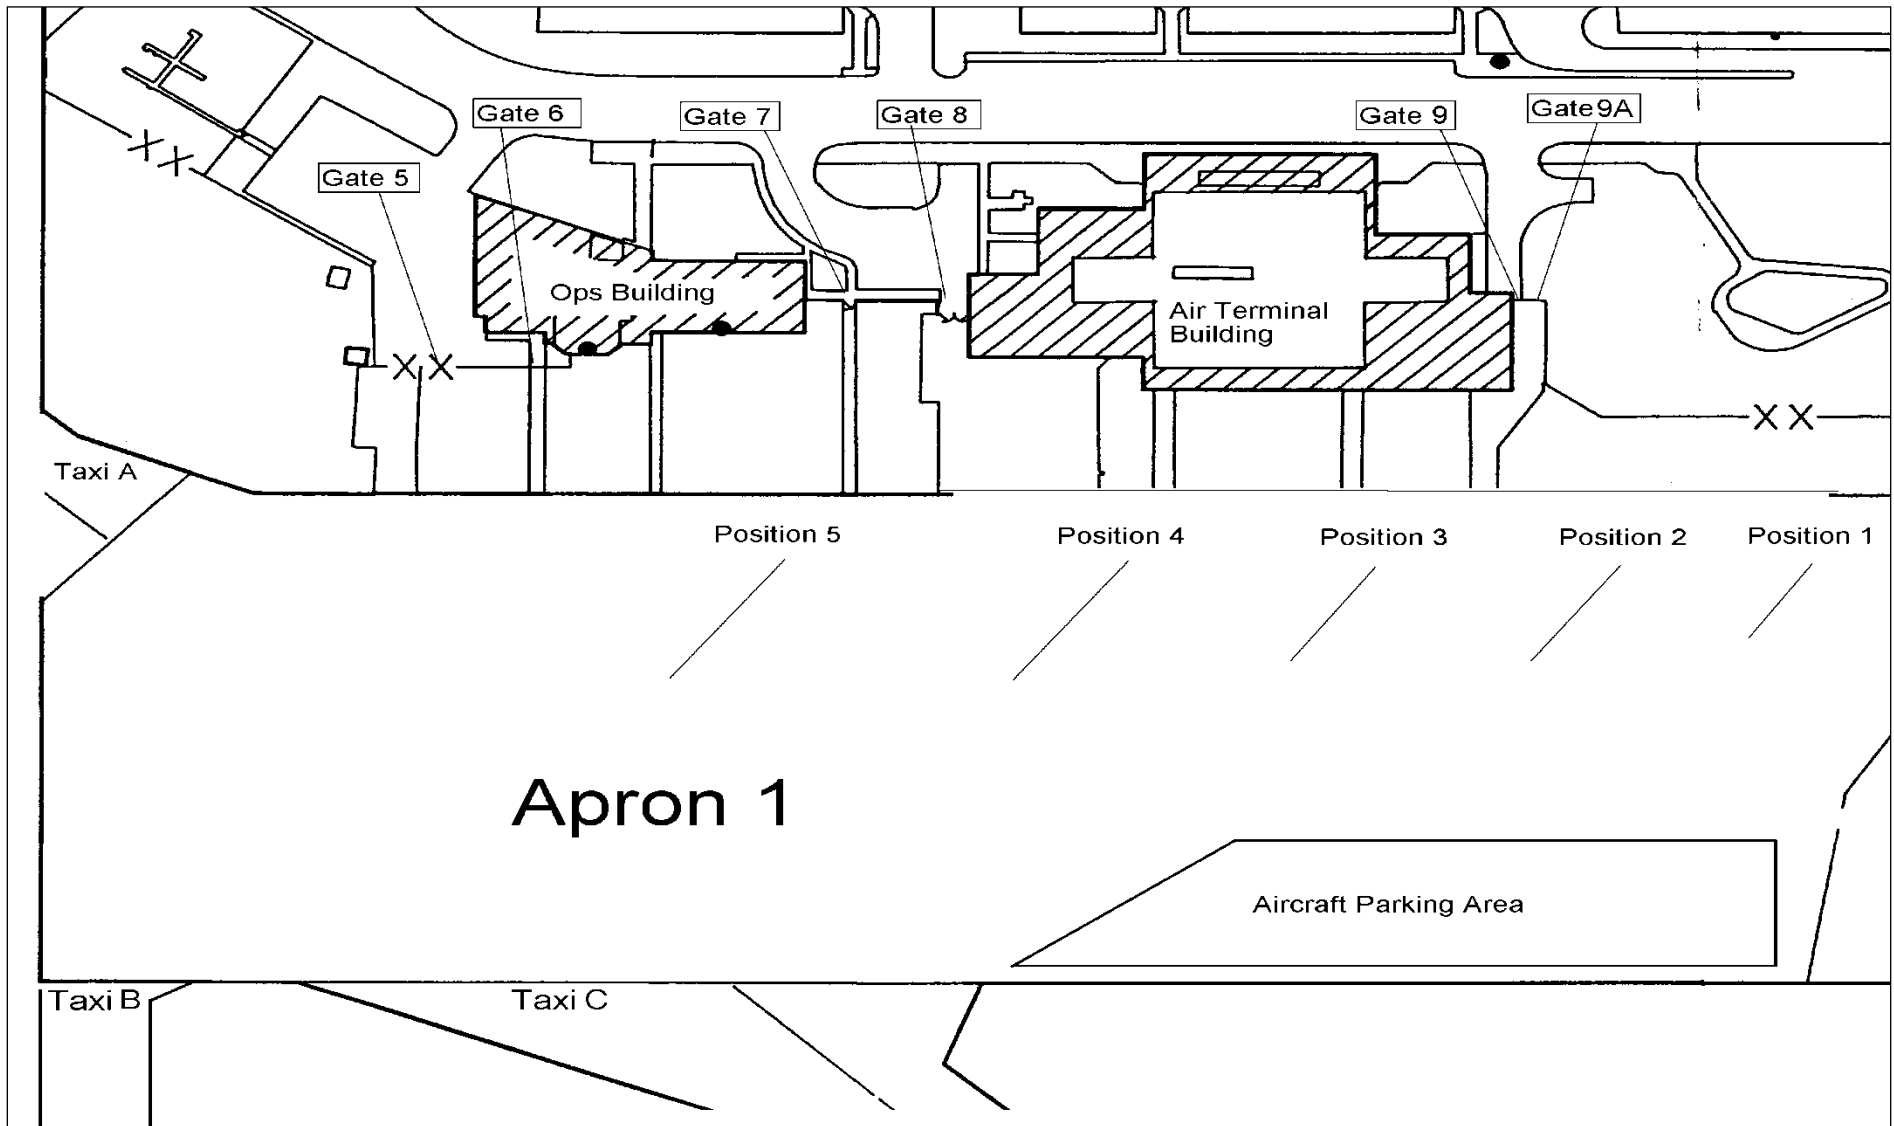 Gate 6
Gate 7
Gate 8
Gate 9
Gate 9A
Gate 5
Ops Building
Air Terminal
Building
Taxi A
Position 5
Position 4
Position 3
Position 2
Position 1
Apron 1
Aircraft Parking Area
Taxi B
Taxi C